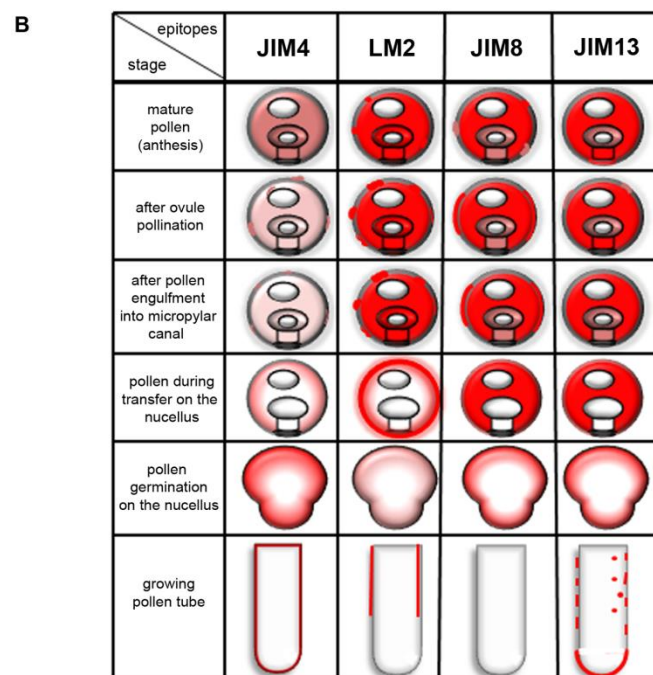 B
epitopes
stage
JIM4 LM2 JIM8 JIM13
mature
pollen
(anthesis)
after ovule
pollination
after pollen
engulfment
into micropylar
canal
pollen during
transfer on the
nucellus
pollen
germination
on the nucellus
growing
pollen tube